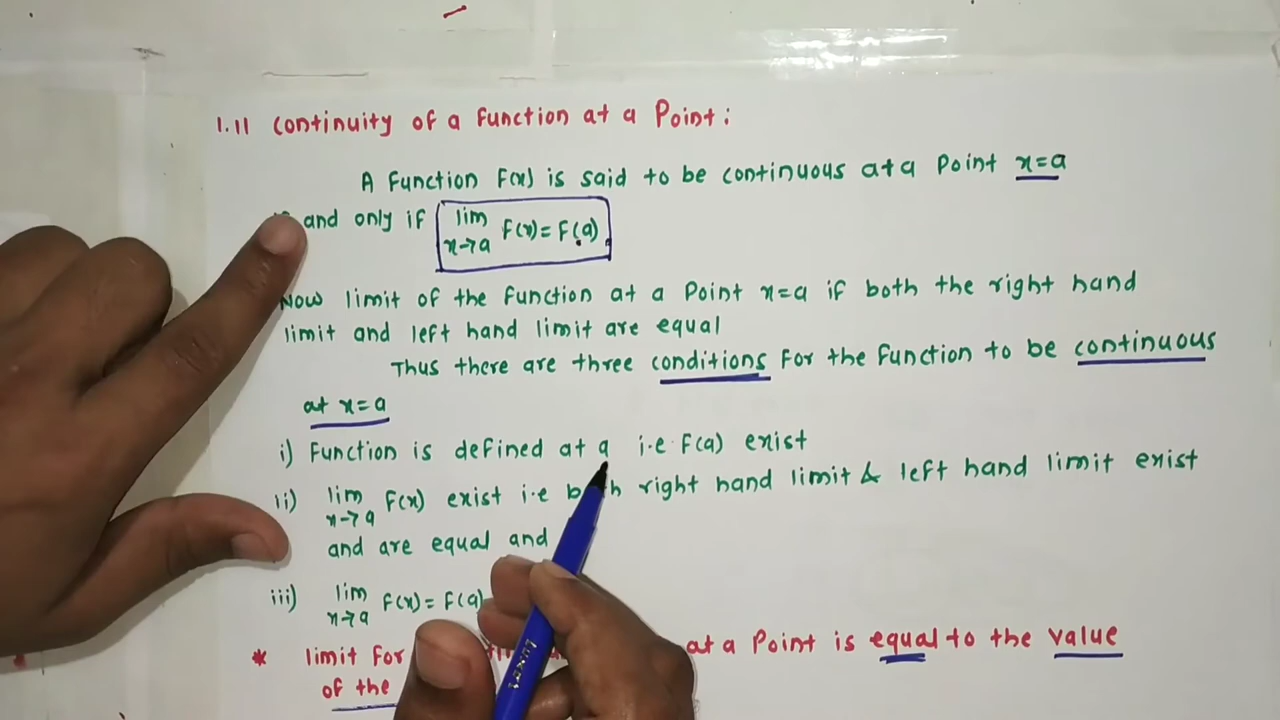 1.11 Continuity of a Function at a Point:
A Function F(x) is said to be continuous at a Point x=a
and only if lim x→a F(x) = F(a)
Now limit of the Function at a Point x=a if both the right hand
limit and left hand limit are equal
Thus there are three conditions For the Function to be continuous
at x=a
i) Function is defined at a i.e F(a) exist
ii) lim x→a F(x) exist i.e right hand limit & left hand limit exist
and are equal and
iii) lim x→a F(x) = F(a)
* limit For at a Point is equal to the value
of the